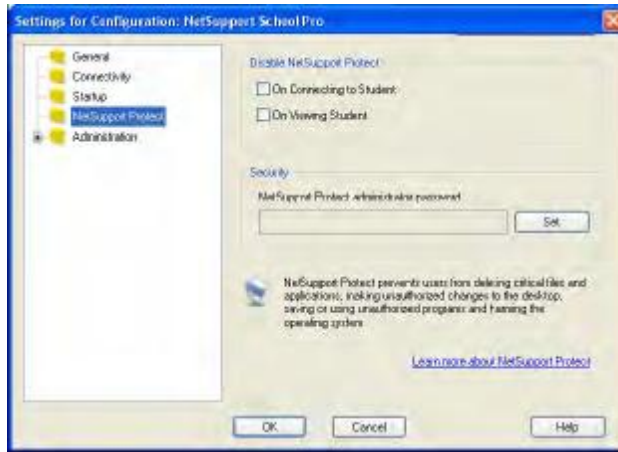 Settings for Configuration: NetSupport School Pro
General
Connectivity
Startup
NetSupport Protect
Administration
Disable NetSupport Protect
On Connecting to Student
On Viewing Student
Security
NetSupport Protect administrator password
Set
NetSupport Protect prevents users from deleting critical files and
applications, making unauthorized changes to the desktop,
saving or using unauthorized programs and harming the
operating system
Learn more about NetSupport Protect
OK
Cancel
Help